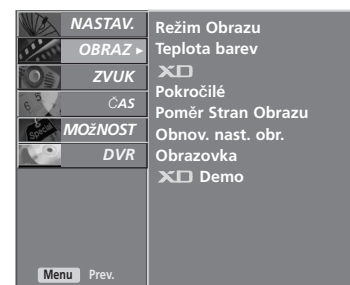 NASTAV.
OBRAZ
ZVUK
ČAS
MOžNOST
DVR
Režim Obrazu
Teplota barev
XD
Pokročilé
Poměr Stran Obrazu
Obnov. nast. obr.
Obrazovka
XD Demo
Menu Prev.